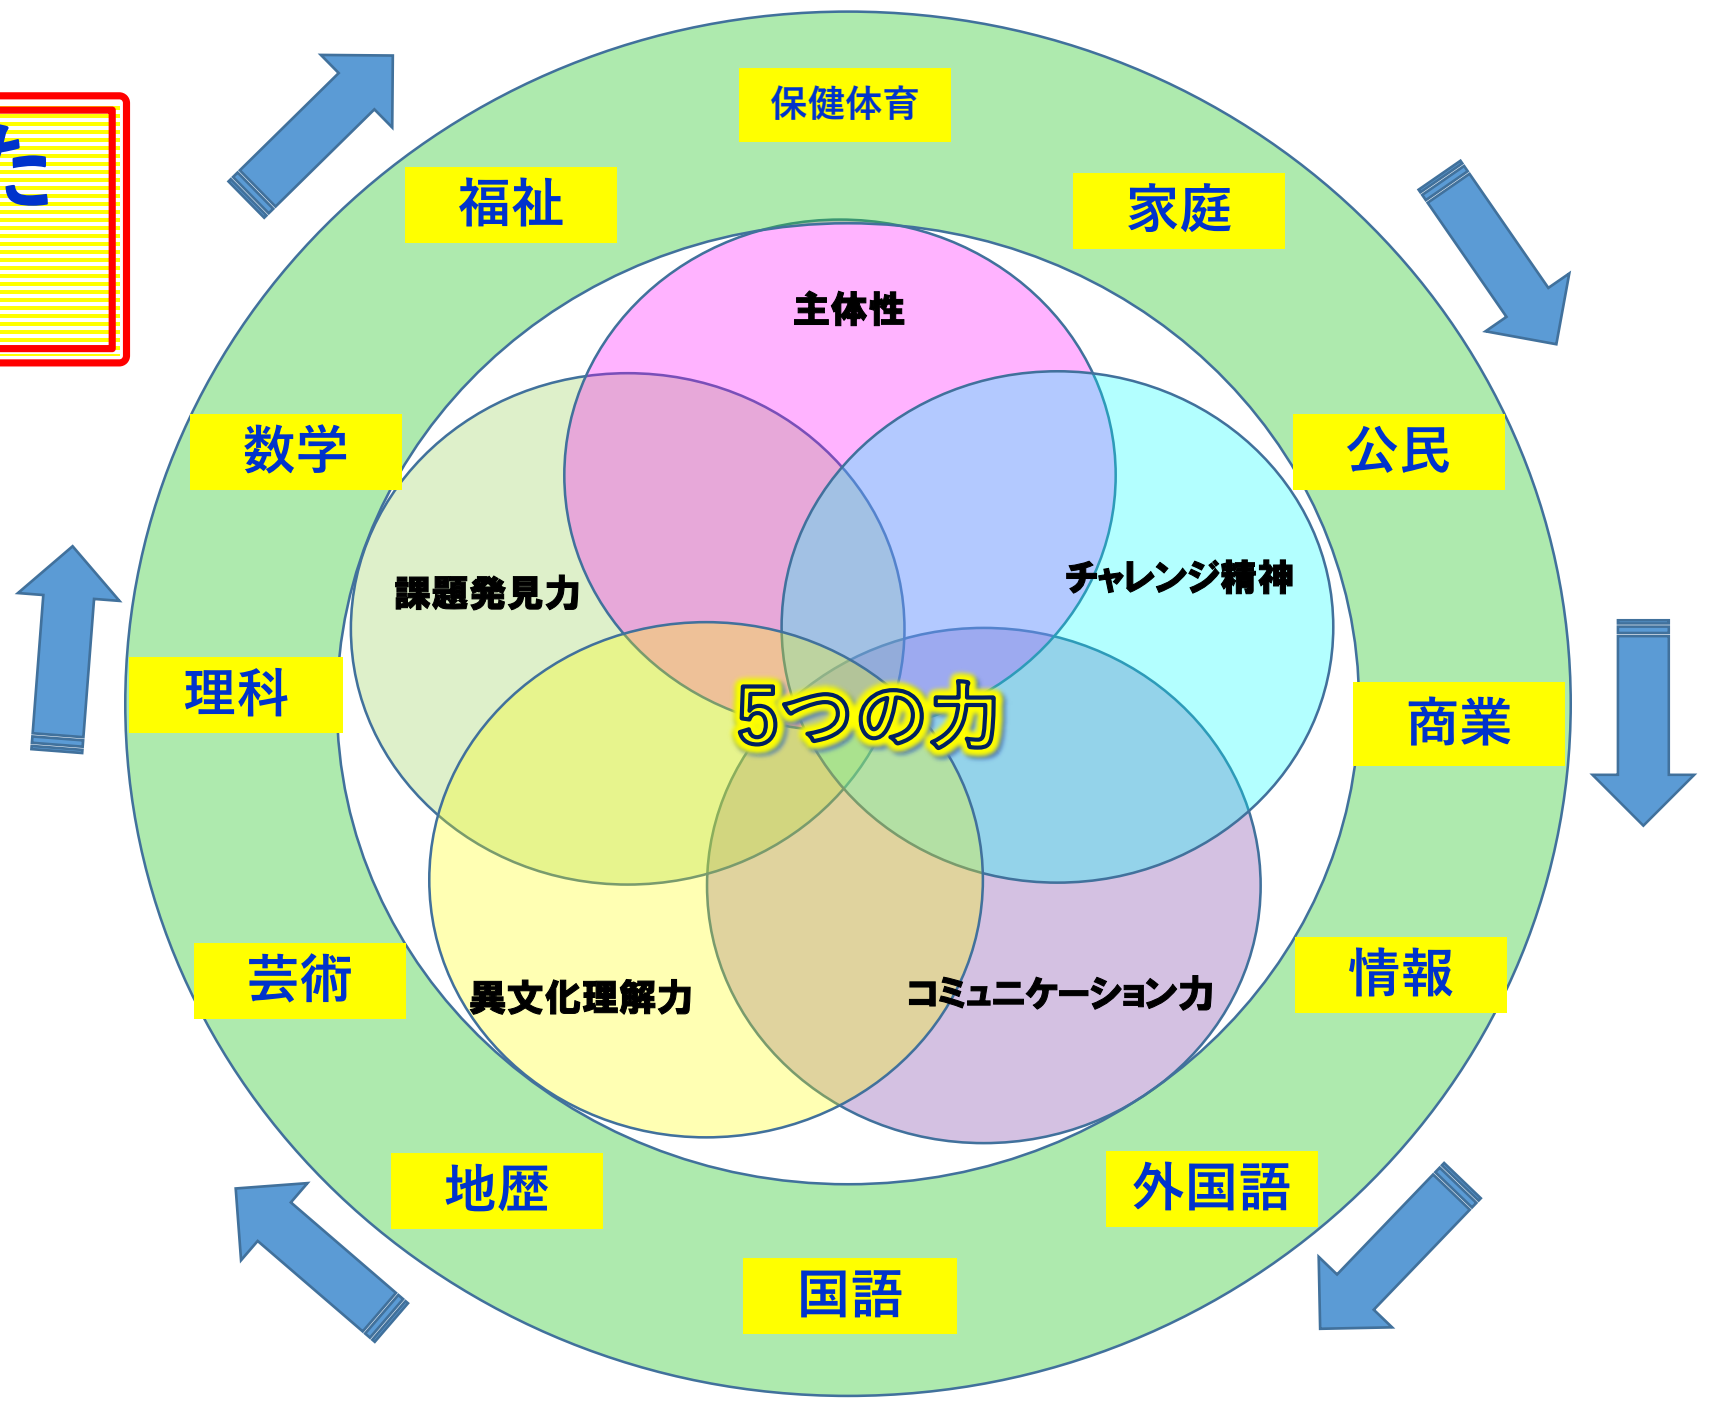 た
保健体育
福祉
家庭
主体性
数学
公民
課題発見力
チャレンジ精神
理科
5つの力
商業
芸術
異文化理解力
コミュニケーション力
情報
地歴
外国語
国語